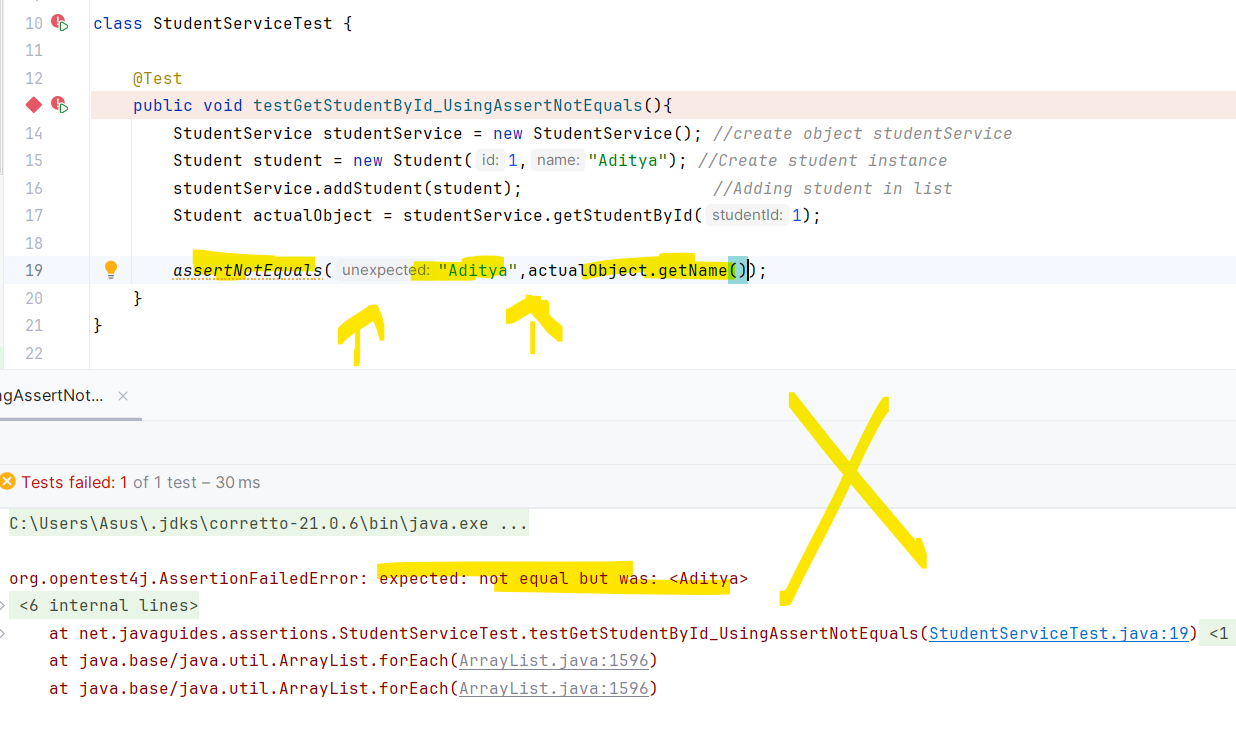 10 class StudentServiceTest {
11
12 @Test
public void testGetStudentById_UsingAssertNotEquals(){
14 StudentService studentService = new StudentService(); //create object studentService
15 Student student = new Student( id: 1, name: "Aditya"); //Create student instance
16 studentService.addStudent(student); //Adding student in list
17 Student actualObject = studentService.getStudentById( studentId: 1);
18
19 assertNotEquals( unexpected: "Aditya",actualObject.getName());
20 }
21 }
22
ngAssertNot... ×
Tests failed: 1 of 1 test – 30 ms
C:\Users\Asus\.jdks\corretto-21.0.6\bin\java.exe ...
org.opentest4j.AssertionFailedError: expected: not equal but was: <Aditya>
<6 internal lines>
at net.javaguides.assertions.StudentServiceTest.testGetStudentById_UsingAssertNotEquals(StudentServiceTest.java:19) <1
at java.base/java.util.ArrayList.forEach(ArrayList.java:1596)
at java.base/java.util.ArrayList.forEach(ArrayList.java:1596)